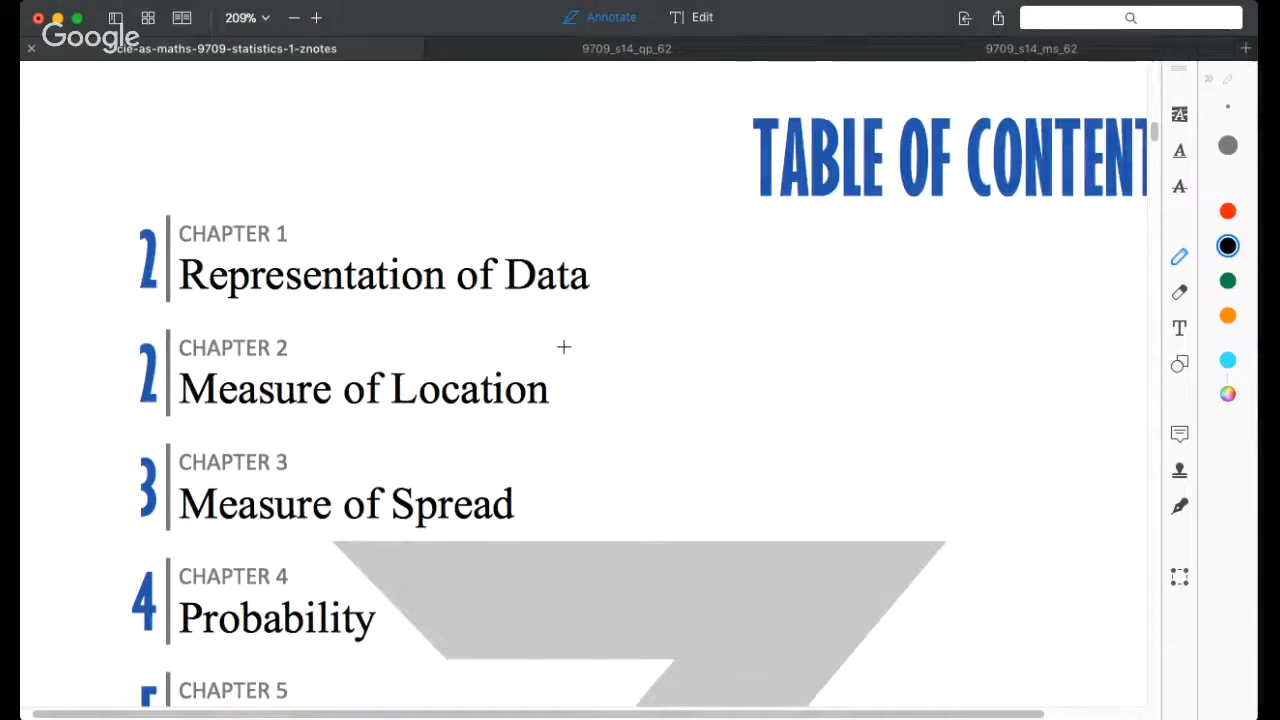 209%
Annotate
Edit
Google
cie-as-maths-9709-statistics-1-znotes
9709_s14_qp_62
9709_s14_ms_62
TABLE OF CONTENT
2
CHAPTER 1
Representation of Data
2
CHAPTER 2
Measure of Location
3
CHAPTER 3
Measure of Spread
4
CHAPTER 4
Probability
CHAPTER 5